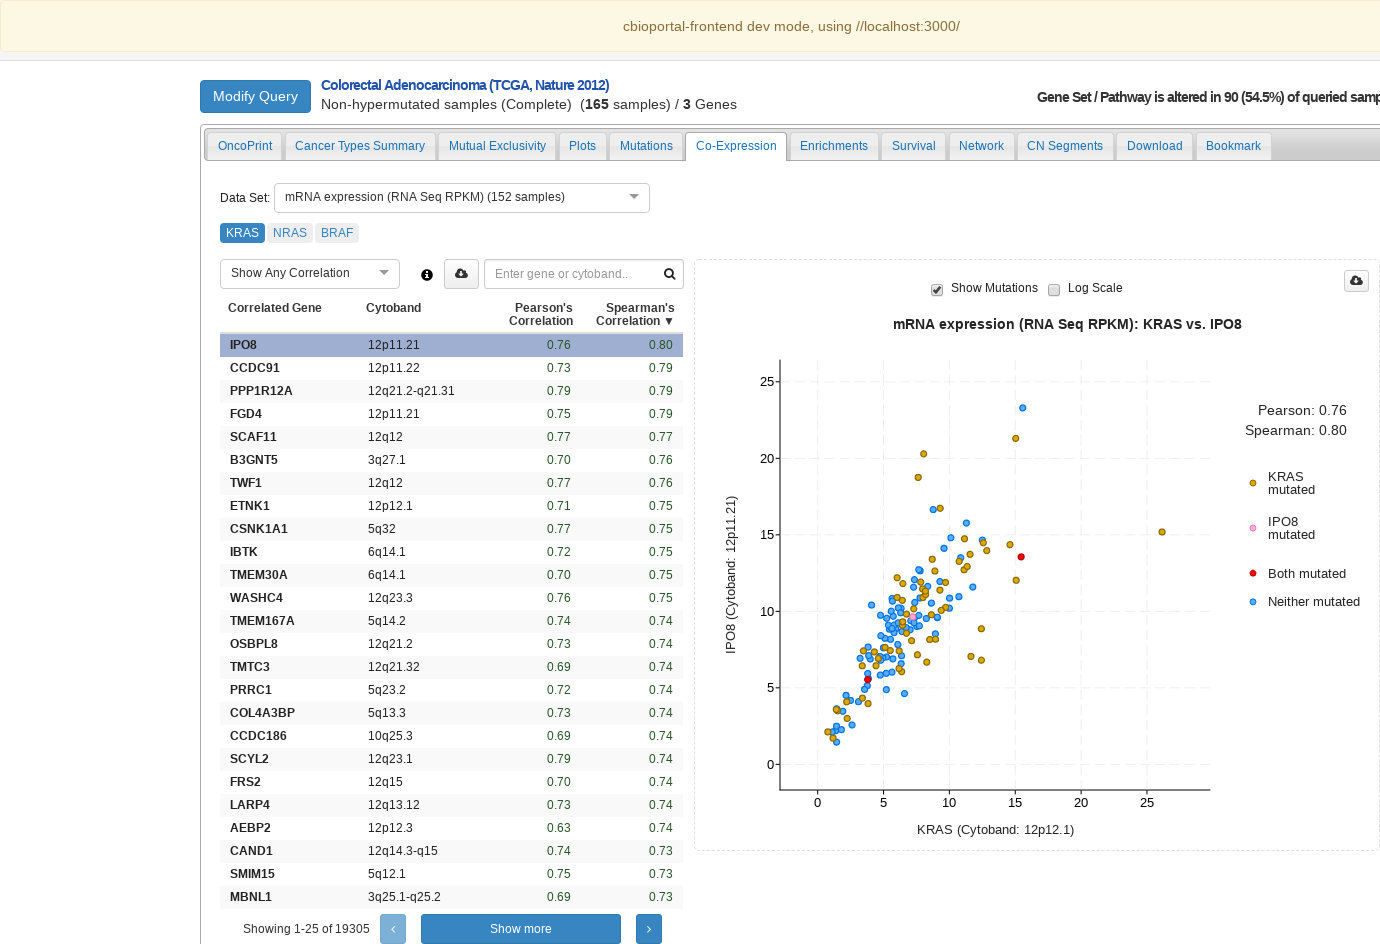 cbioportal-frontend dev mode, using //localhost:3000/
Modify Query
Colorectal Adenocarcinoma (TCGA, Nature 2012)
Non-hypermutated samples (Complete) (165 samples) / 3 Genes
Gene Set / Pathway is altered in 90 (54.5%) of queried samp
OncoPrint Cancer Types Summary Mutual Exclusivity Plots Mutations Co-Expression Enrichments Survival Network CN Segments Download Bookmark
Data Set: mRNA expression (RNA Seq RPKM) (152 samples)
KRAS NRAS BRAF
Show Any Correlation
Enter gene or cytoband..
Correlated Gene Cytoband Pearson's Correlation Spearman's Correlation ▼
IPO8 12p11.21 0.76 0.80
CCDC91 12p11.22 0.73 0.79
PPP1R12A 12q21.2-q21.31 0.79 0.79
FGD4 12p11.21 0.75 0.79
SCAF11 12q12 0.77 0.77
B3GNT5 3q27.1 0.70 0.76
TWF1 12q12 0.77 0.76
ETNK1 12p12.1 0.71 0.75
CSNK1A1 5q32 0.77 0.75
IBTK 6q14.1 0.72 0.75
TMEM30A 6q14.1 0.70 0.75
WASHC4 12q23.3 0.76 0.75
TMEM167A 5q14.2 0.74 0.74
OSBPL8 12q21.2 0.73 0.74
TMTC3 12q21.32 0.69 0.74
PRRC1 5q23.2 0.72 0.74
COL4A3BP 5q13.3 0.73 0.74
CCDC186 10q25.3 0.69 0.74
SCYL2 12q23.1 0.79 0.74
FRS2 12q15 0.70 0.74
LARP4 12q13.12 0.73 0.74
AEBP2 12p12.3 0.63 0.74
CAND1 12q14.3-q15 0.74 0.73
SMIM15 5q12.1 0.75 0.73
MBNL1 3q25.1-q25.2 0.69 0.73
Showing 1-25 of 19305 ‹ Show more ›
Show Mutations Log Scale
mRNA expression (RNA Seq RPKM): KRAS vs. IPO8
25
20
15
10
5
0
IPO8 (Cytoband: 12p11.21)
0 5 10 15 20 25
KRAS (Cytoband: 12p12.1)
Pearson: 0.76
Spearman: 0.80
KRAS
mutated
IPO8
mutated
Both mutated
Neither mutated